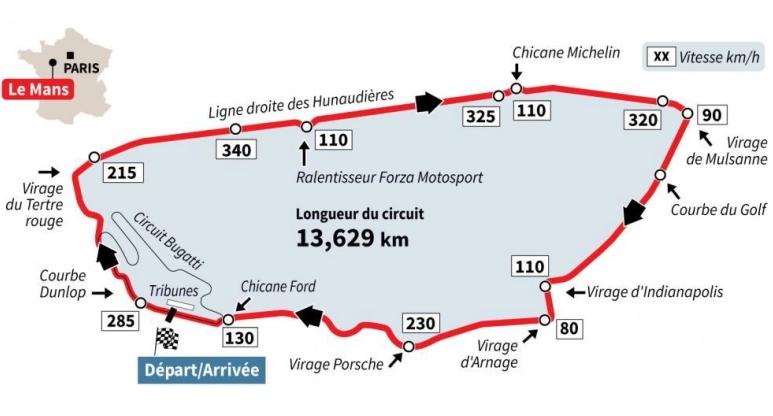 PARIS
Le Mans
Chicane Michelin
XX Vitesse km/h
Ligne droite des Hunaudières
325
110
320
90
340
110
215
Virage
de Mulsanne
Virage
du Tertre
rouge
Ralentisseur Forza Motosport
Courbe du Golf
Longueur du circuit
13,629 km
Circuit Bugatti
Courbe
Dunlop
Tribunes
Chicane Ford
110
Virage d'Indianapolis
285
130
230
80
Virage
d'Arnage
Virage Porsche
Départ/Arrivée